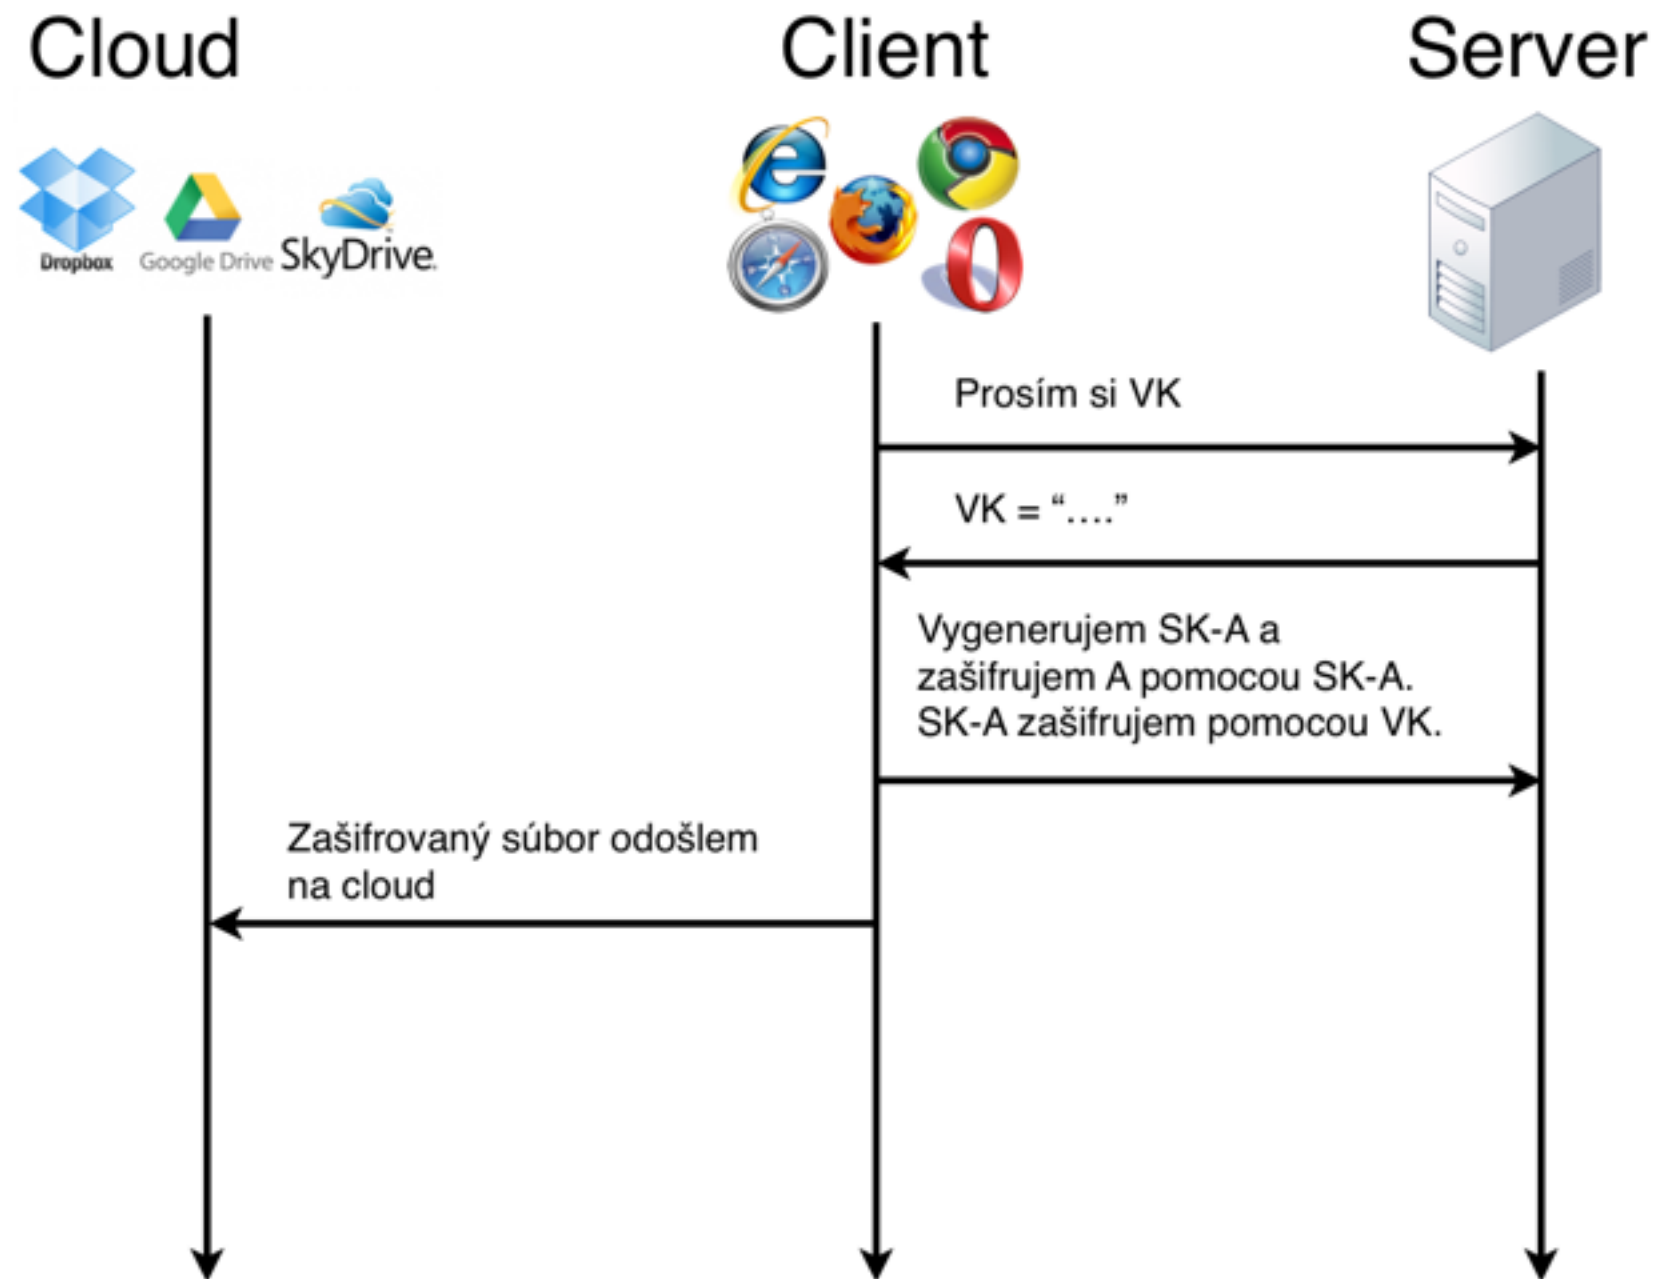 Cloud
Client
Server
Dropbox
Google Drive
SkyDrive.
Prosím si VK
VK = “....”
Vygenerujem SK-A a
zašifrujem A pomocou SK-A.
SK-A zašifrujem pomocou VK.
Zašifrovaný súbor odošlem
na cloud